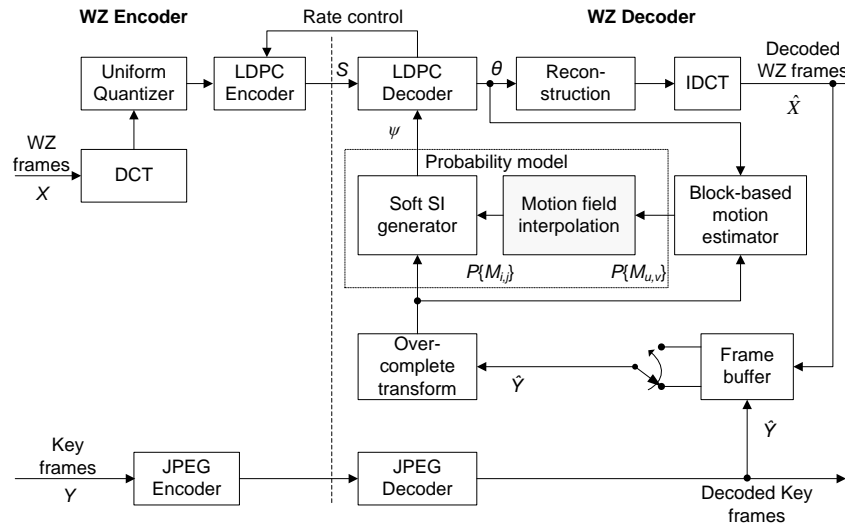 WZ Encoder
Rate control
WZ Decoder
Uniform
Quantizer
LDPC
Encoder
S
LDPC
Decoder
θ
Recon-
struction
IDCT
Decoded
WZ frames
X̂
WZ
frames
X
DCT
ψ
Probability model
Soft SI
generator
Motion field
interpolation
Block-based
motion
estimator
P{Mi,j}
P{Mu,v}
Over-
complete
transform
Ŷ
Frame
buffer
Ŷ
Key
frames
Y
JPEG
Encoder
JPEG
Decoder
Decoded Key
frames